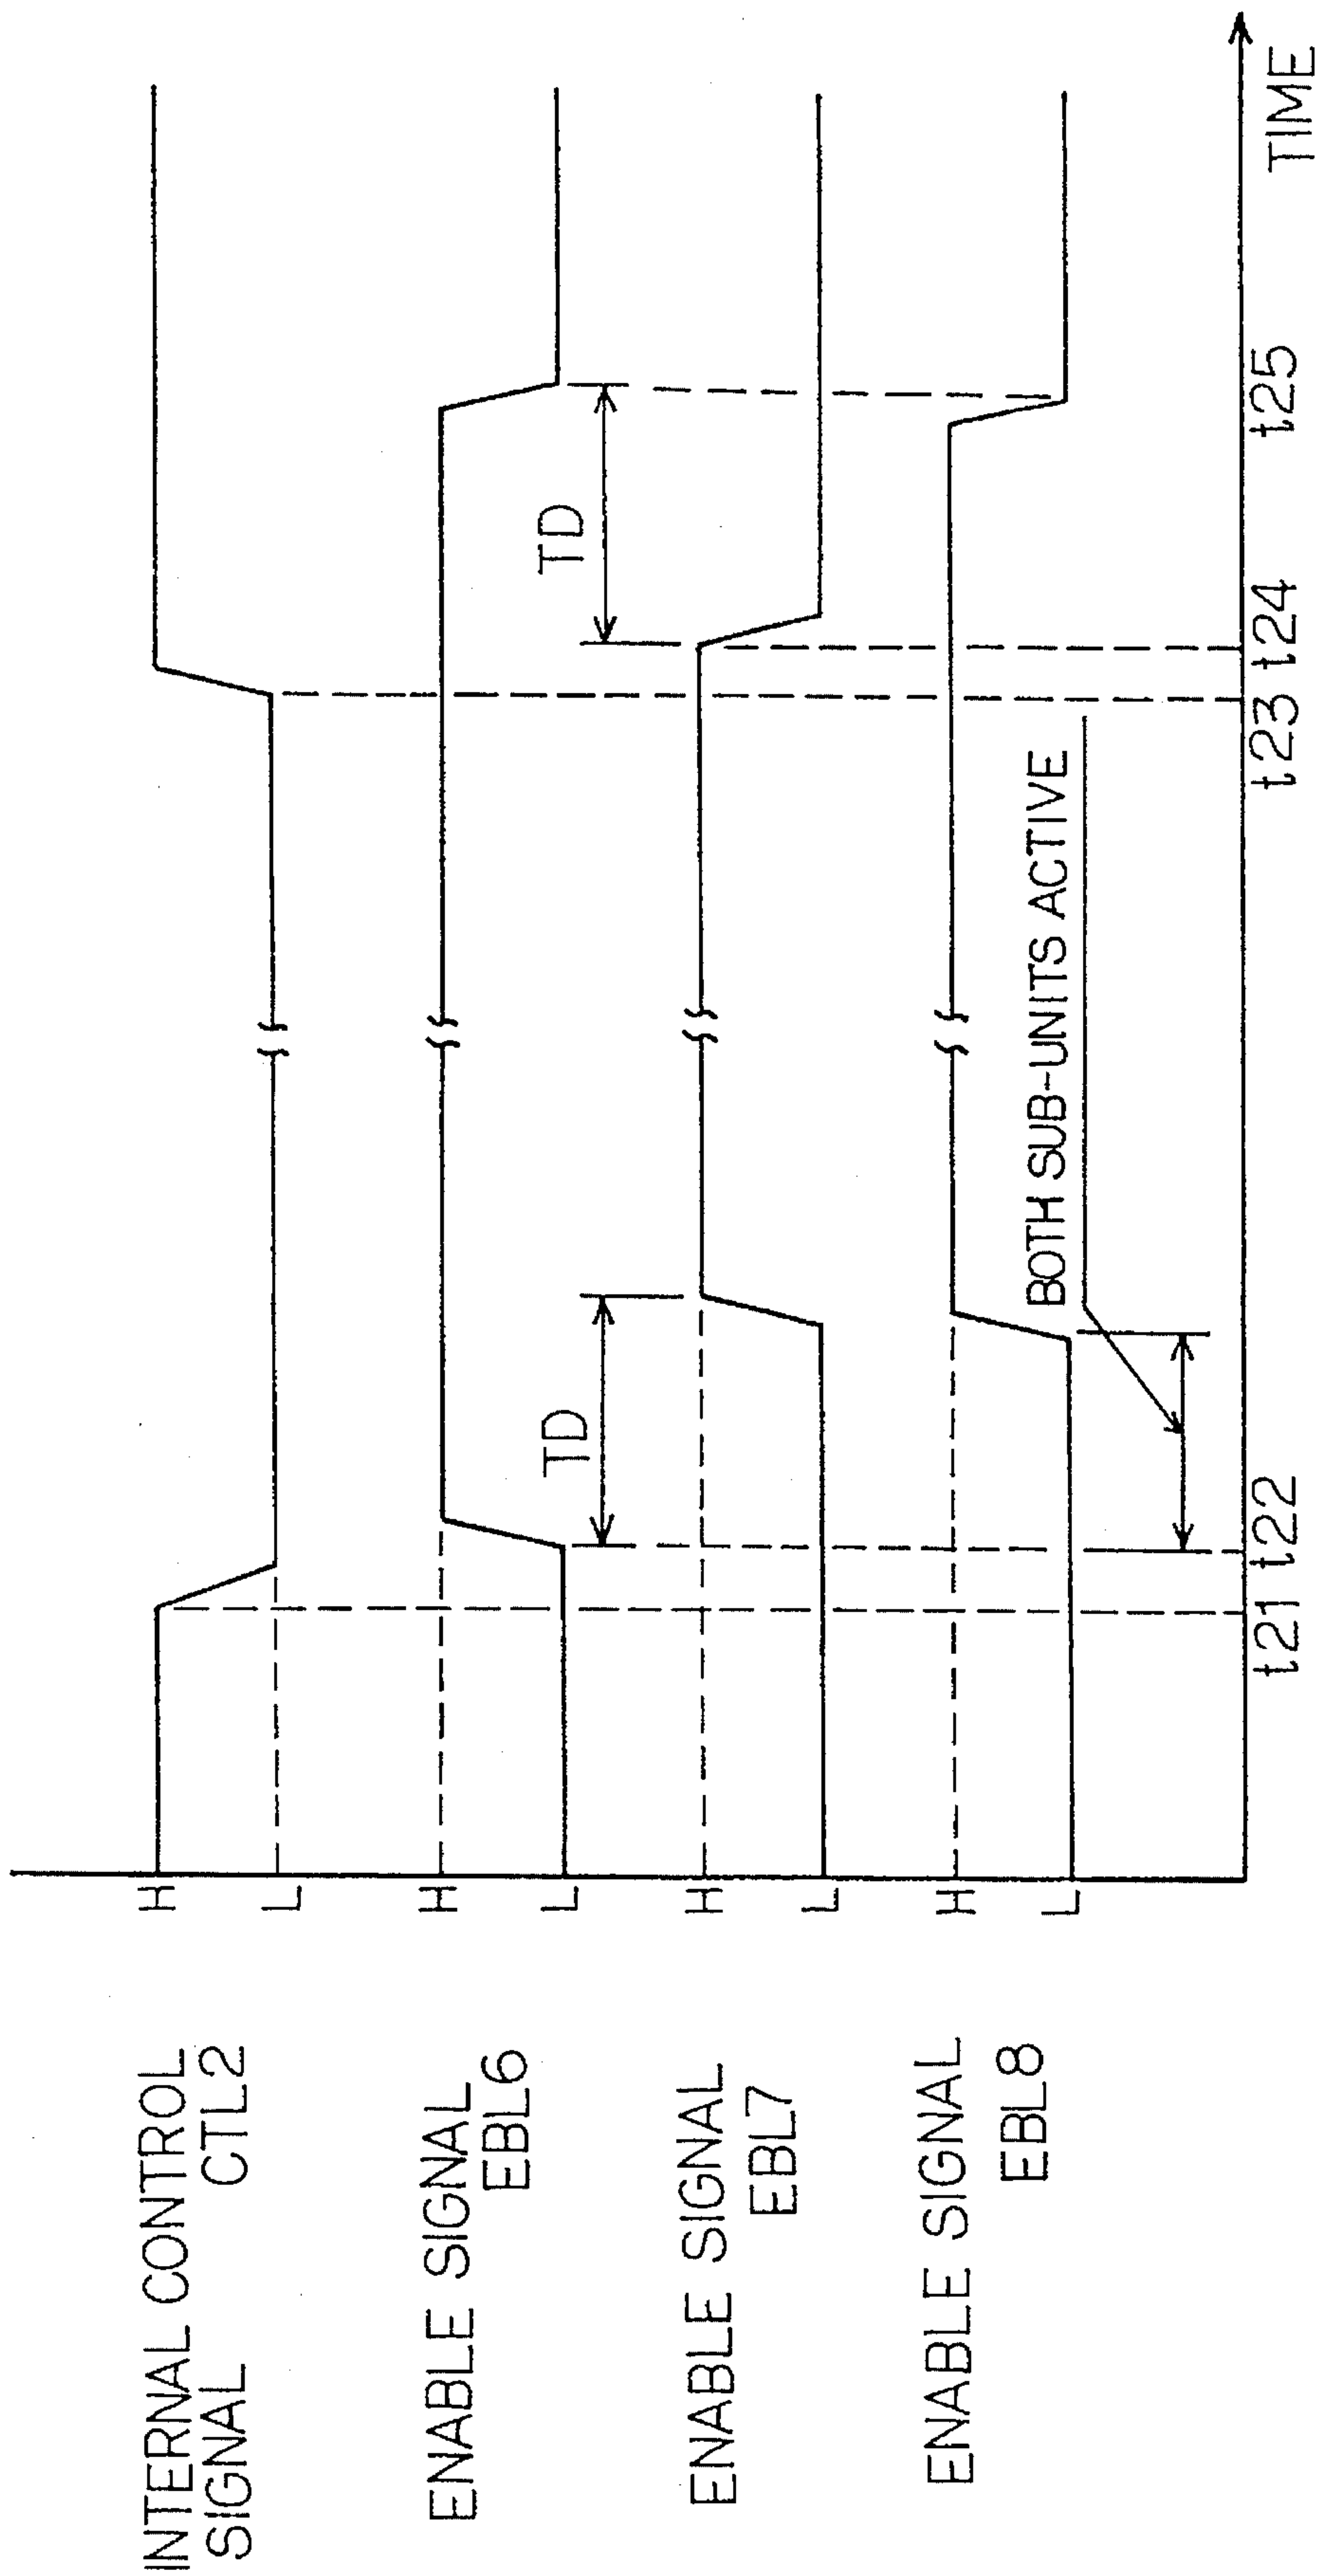 INTERNAL CONTROL
SIGNAL CTL2
H
L
ENABLE SIGNAL
EBL6
H
L
TD
TD
ENABLE SIGNAL
EBL7
H
L
ENABLE SIGNAL
EBL8
H
L
BOTH SUB-UNITS ACTIVE
t21 t22 t23 t24 t25
TIME